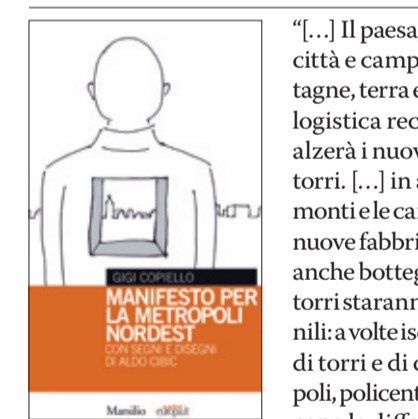 GIGI COPIELLO
MANIFESTO PER
LA METROPOLI
NORDEST
CON SEGNI E DISEGNI
DI ALDO CIBIC
Marsilio
“[…] Il paesa
città e camp
tagne, terra e
logistica rec
alzerà i nuov
torri. […] in a
monti e le ca
nuove fabbri
anche botteg
torri starann
nili: a volte is
di torri e di c
poli, policent